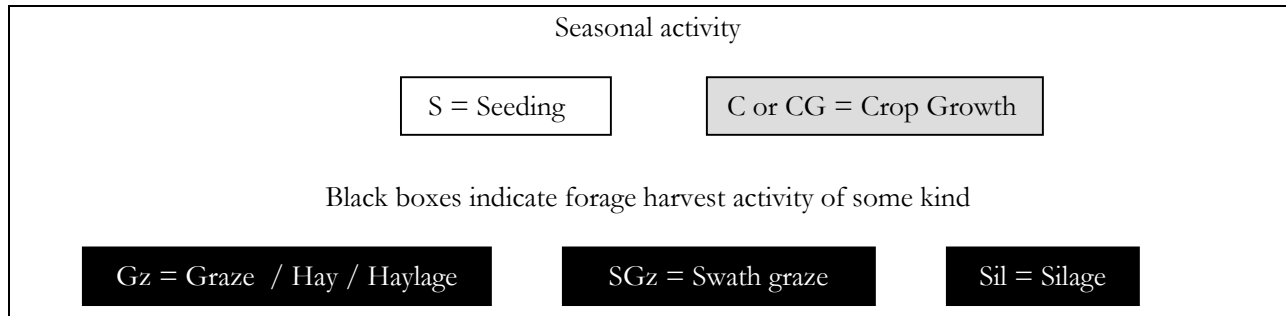 Seasonal activity
S = Seeding
C or CG = Crop Growth
Black boxes indicate forage harvest activity of some kind
Gz = Graze / Hay / Haylage
SGz = Swath graze
Sil = Silage